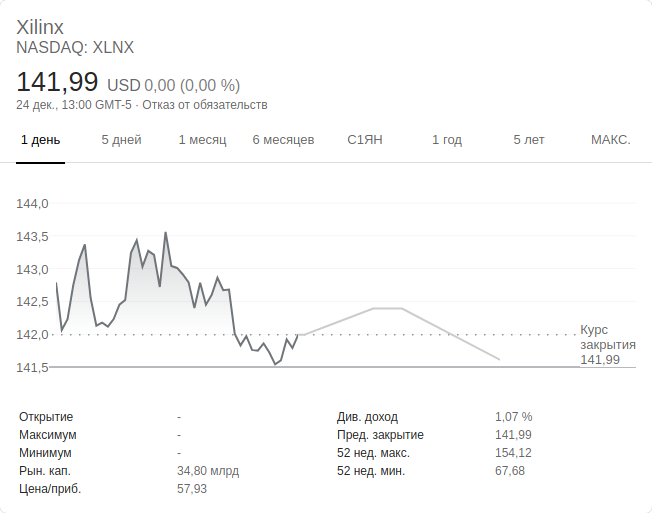 Xilinx
NASDAQ: XLNX
141,99 USD 0,00 (0,00 %)
24 дек., 13:00 GMT-5 · Отказ от обязательств
1 день 5 дней 1 месяц 6 месяцев С1ЯН 1 год 5 лет МАКС.
144,0
143,5
143,0
142,5
142,0
141,5
Курс
закрытия
141,99
Открытие - Див. доход 1,07 %
Максимум - Пред. закрытие 141,99
Минимум - 52 нед. макс. 154,12
Рын. кап. 34,80 млрд 52 нед. мин. 67,68
Цена/приб. 57,93